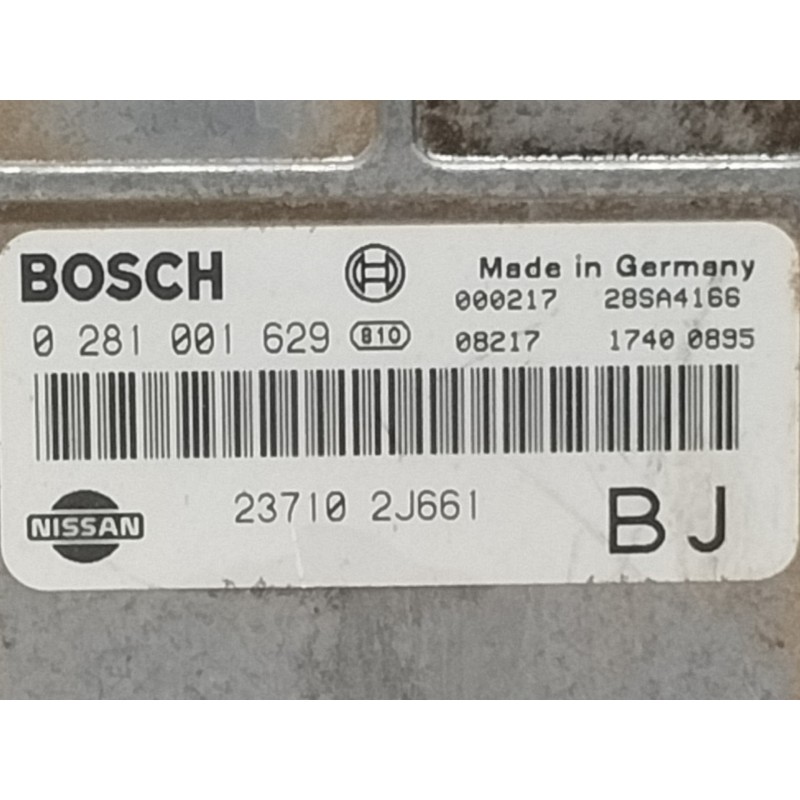 BOSCH Made in Germany
000217 28SA4166
0 281 001 629 810 08217 1740 0895
NISSAN 23710 2J661 BJ